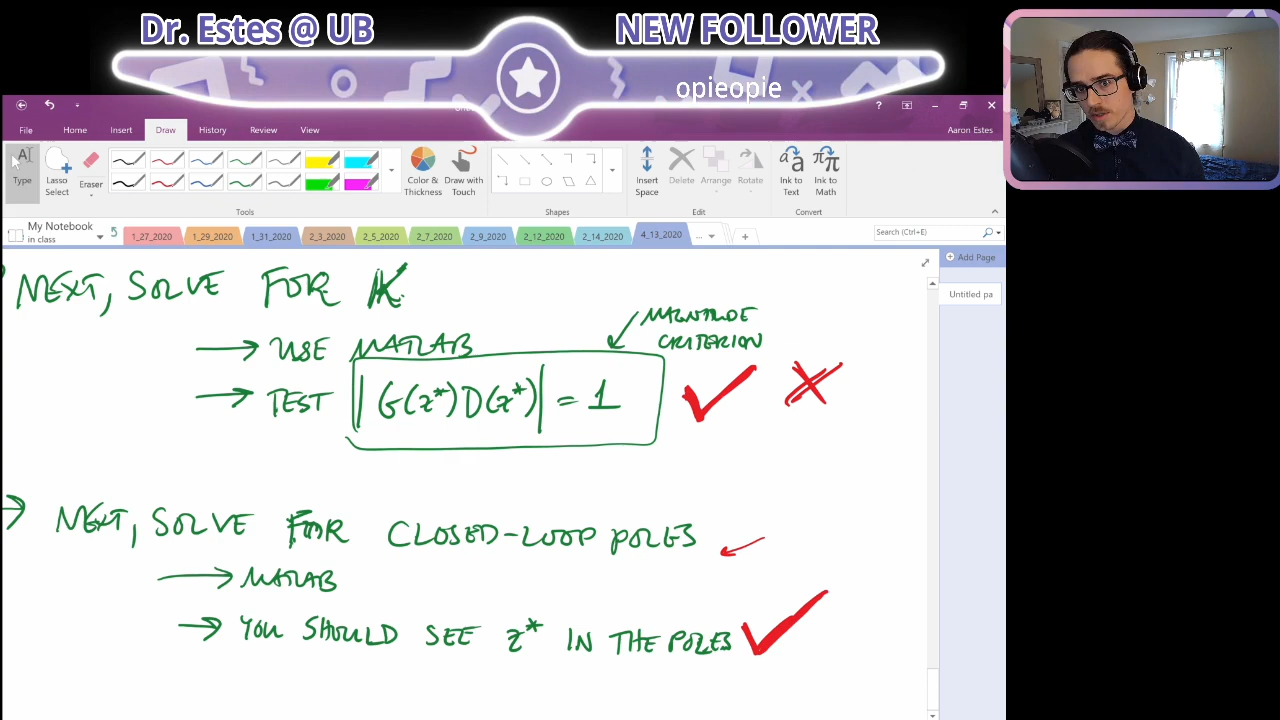 Dr. Estes @ UB
NEW FOLLOWER
opieopie
?
Aaron Estes
File Home Insert Draw History Review View
Type
Lasso Select
Eraser
Color & Thickness
Draw with Touch
Insert Space
Delete
Arrange
Rotate
Ink to Text
Ink to Math
Tools
Shapes
Edit
Convert
My Notebook
in class
1_27_2020 1_29_2020 1_31_2020 2_3_2020 2_5_2020 2_7_2020 2_9_2020 2_12_2020 2_14_2020 4_13_2020 ... +
Search (Ctrl+E)
Add Page
Untitled pa
NEXT, SOLVE FOR K.
MAGNITUDE
CRITERION
→ USE MATLAB
→ TEST |G(z*)D(z*)| = 1
→ NEXT, SOLVE FOR CLOSED-LOOP POLES
→ MATLAB
→ YOU SHOULD SEE z* IN THE POLES